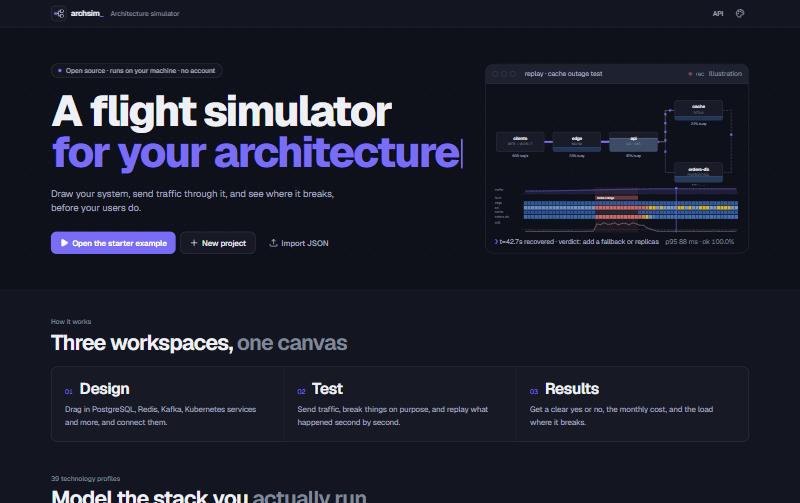 archsim_ Architecture simulator
API
Open source · runs on your machine · no account
A flight simulator
for your architecture
Draw your system, send traffic through it, and see where it breaks,
before your users do.
Open the starter example
New project
Import JSON
replay · cache outage test
rec Illustration
clients
edge
api
cache
orders-db
t=42.7s recovered · verdict: add a fallback or replicas p95 88 ms · ok 100.0%
How it works
Three workspaces, one canvas
01 Design
Drag in PostgreSQL, Redis, Kafka, Kubernetes services
and more, and connect them.
02 Test
Send traffic, break things on purpose, and replay what
happened second by second.
03 Results
Get a clear yes or no, the monthly cost, and the load
where it breaks.
39 technology profiles
Model the stack you actually run